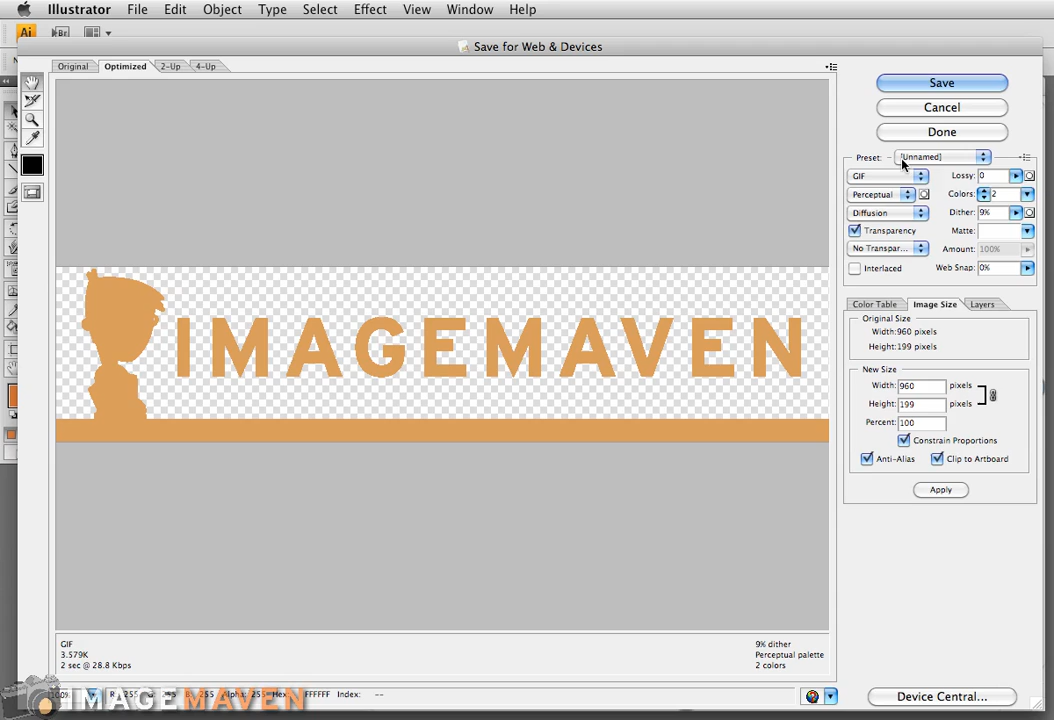 Illustrator File Edit Object Type Select Effect View Window Help
Ai Br
Save for Web & Devices
Original Optimized 2-Up 4-Up
Save
Cancel
Done
Preset: [Unnamed]
GIF Lossy: 0
Perceptual Colors: 2
Diffusion Dither: 9%
Transparency Matte:
No Transpar... Amount: 100%
Interlaced Web Snap: 0%
Color Table Image Size Layers
Original Size
Width: 960 pixels
Height: 199 pixels
New Size
Width: 960 pixels
Height: 199 pixels
Percent: 100
Constrain Proportions
Anti-Alias Clip to Artboard
Apply
IMAGEMAVEN
GIF
3.579K
2 sec @ 28.8 Kbps
9% dither
Perceptual palette
2 colors
100% R: 255 G: 255 B: 255 Alpha: 255 Hex: FFFFFF Index: --
IMAGEMAVEN
Device Central...